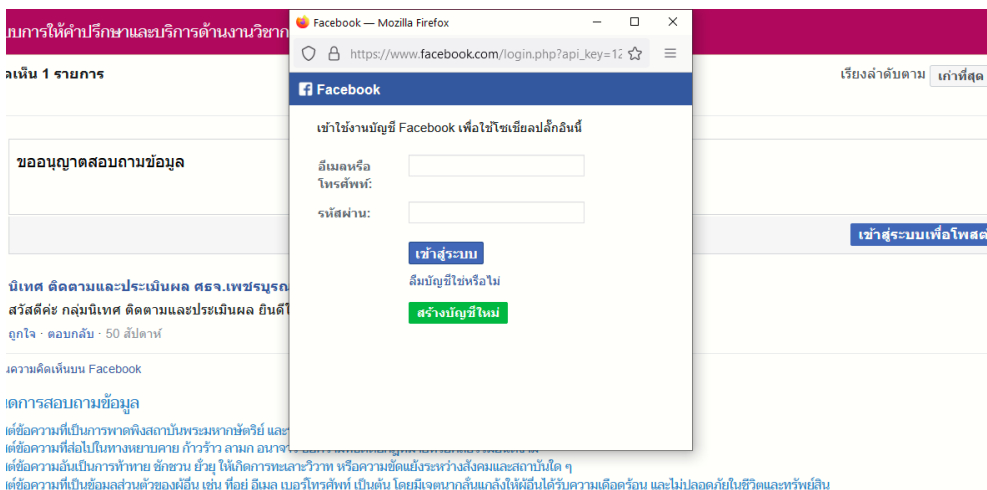 Facebook — Mozilla Firefox
บบการให้คำปรึกษาและบริการด้านงานวิชาก
https://www.facebook.com/login.php?api_key=12
ดเห็น 1 รายการ
เรียงลำดับตาม เก่าที่สุด
Facebook
เข้าใช้งานบัญชี Facebook เพื่อใช้โซเชียลปลั๊กอินนี้
ขออนุญาตสอบถามข้อมูล
อีเมลหรือ
โทรศัพท์:
รหัสผ่าน:
เข้าสู่ระบบเพื่อโพสต์
เข้าสู่ระบบ
ลืมบัญชีใช่หรือไม่
สร้างบัญชีใหม่
นิเทศ ติดตามและประเมินผล ศธจ.เพชรบูรณ
สวัสดีค่ะ กลุ่มนิเทศ ติดตามและประเมินผล ยินดีใ
ถูกใจ · ตอบกลับ · 50 สัปดาห์
นความคิดเห็นบน Facebook
ดการสอบถามข้อมูล
ต์ข้อความที่เป็นการพาดพิงสถาบันพระมหากษัตริย์ และ
ต์ข้อความที่ส่อไปในทางหยาบคาย ก้าวร้าว ลามก อนาจา
ต์ข้อความอันเป็นการท้าทาย ชักชวน ยั่วยุ ให้เกิดการทะเลาะวิวาท หรือความขัดแย้งระหว่างสังคมและสถาบันใด ๆ
ต์ข้อความที่เป็นข้อมูลส่วนตัวของผู้อื่น เช่น ที่อยู่ อีเมล เบอร์โทรศัพท์ เป็นต้น โดยมีเจตนากลั่นแกล้งให้ผู้อื่นได้รับความเดือดร้อน และไม่ปลอดภัยในชีวิตและทรัพย์สิน